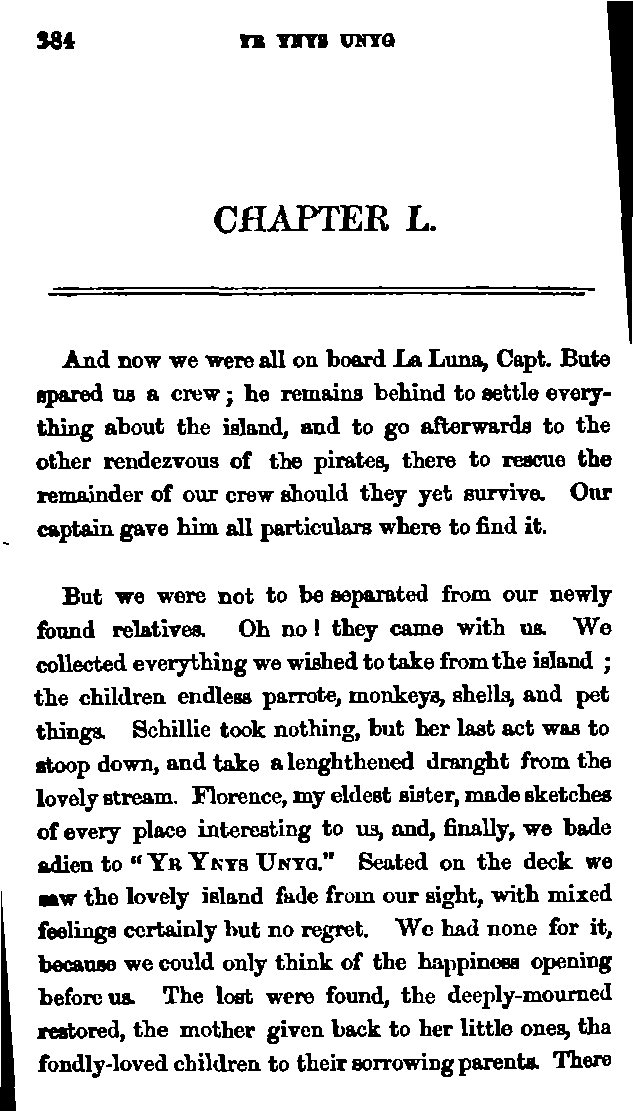 384 YR YNYS UNYG
CHAPTER L.
And now we were all on board La Luna, Capt. Bute
spared us a crew; he remains behind to settle every-
thing about the island, and to go afterwards to the
other rendezvous of the pirates, there to rescue the
remainder of our crew should they yet survive. Our
captain gave him all particulars where to find it.
But we were not to be separated from our newly
found relatives. Oh no! they came with us. We
collected everything we wished to take from the island ;
the children endless parrots, monkeys, shells, and pet
things. Schillie took nothing, but her last act was to
stoop down, and take a lenghthened draught from the
lovely stream. Florence, my eldest sister, made sketches
of every place interesting to us, and, finally, we bade
adieu to "YR YNYS UNYG." Seated on the deck we
saw the lovely island fade from our sight, with mixed
feelings certainly but no regret. We had none for it,
because we could only think of the happiness opening
before us. The lost were found, the deeply-mourned
restored, the mother given back to her little ones, the
fondly-loved children to their sorrowing parents. There